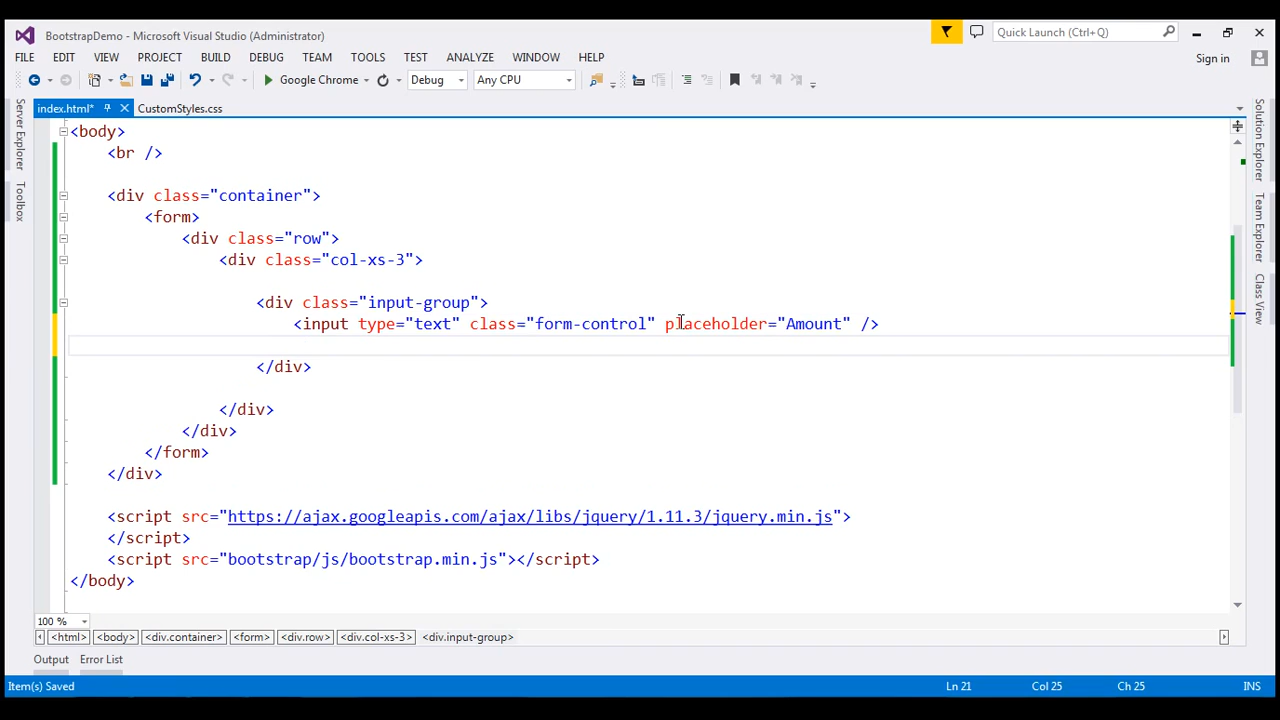 BootstrapDemo - Microsoft Visual Studio (Administrator)
Quick Launch (Ctrl+Q)
FILE EDIT VIEW PROJECT BUILD DEBUG TEAM TOOLS TEST ANALYZE WINDOW HELP
Sign in
Google Chrome Debug Any CPU
index.html* CustomStyles.css
Server Explorer
Toolbox
Solution Explorer
Team Explorer
Class View
<body>
<br />
<div class="container">
<form>
<div class="row">
<div class="col-xs-3">
<div class="input-group">
<input type="text" class="form-control" placeholder="Amount" />
</div>
</div>
</div>
</form>
</div>
<script src="https://ajax.googleapis.com/ajax/libs/jquery/1.11.3/jquery.min.js">
</script>
<script src="bootstrap/js/bootstrap.min.js"></script>
</body>
100 %
<html> <body> <div.container> <form> <div.row> <div.col-xs-3> <div.input-group>
Output Error List
Item(s) Saved Ln 21 Col 25 Ch 25 INS